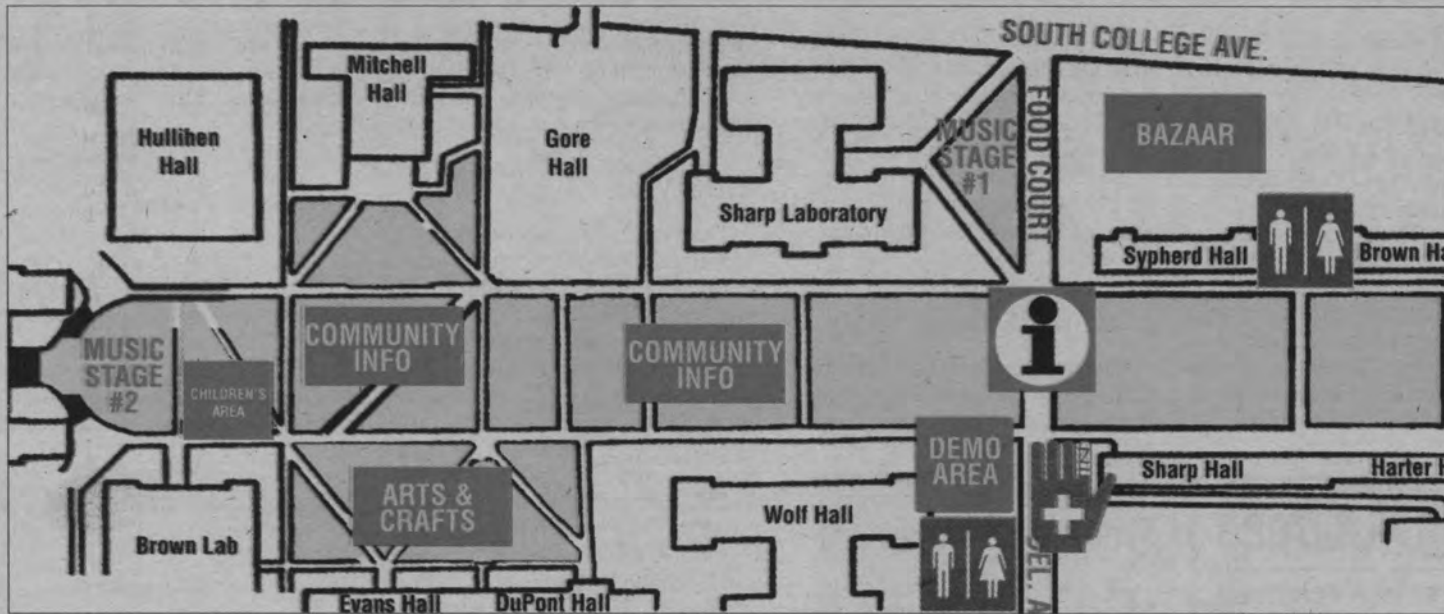 SOUTH COLLEGE AVE.
Mitchell
Hall
Hullihen
Hall
Gore
Hall
MUSIC
STAGE
#1
FOOD COURT
BAZAAR
Sharp Laboratory
Sypherd Hall
Brown Ha
MUSIC
STAGE
#2
CHILDREN'S
AREA
COMMUNITY
INFO
COMMUNITY
INFO
i
DEMO
AREA
ARTS &
CRAFTS
Sharp Hall
Harter H
Wolf Hall
Brown Lab
Evans Hall
DuPont Hall
DEL. A